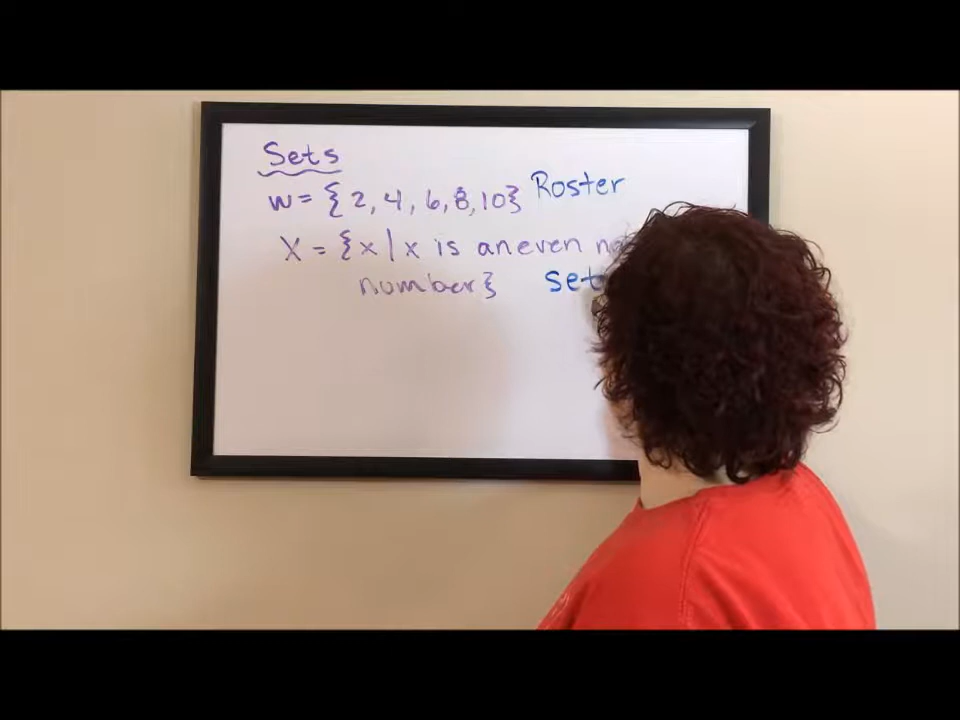 Sets
W = {2, 4, 6, 8, 10} Roster
X = {x | x is an even
number} set